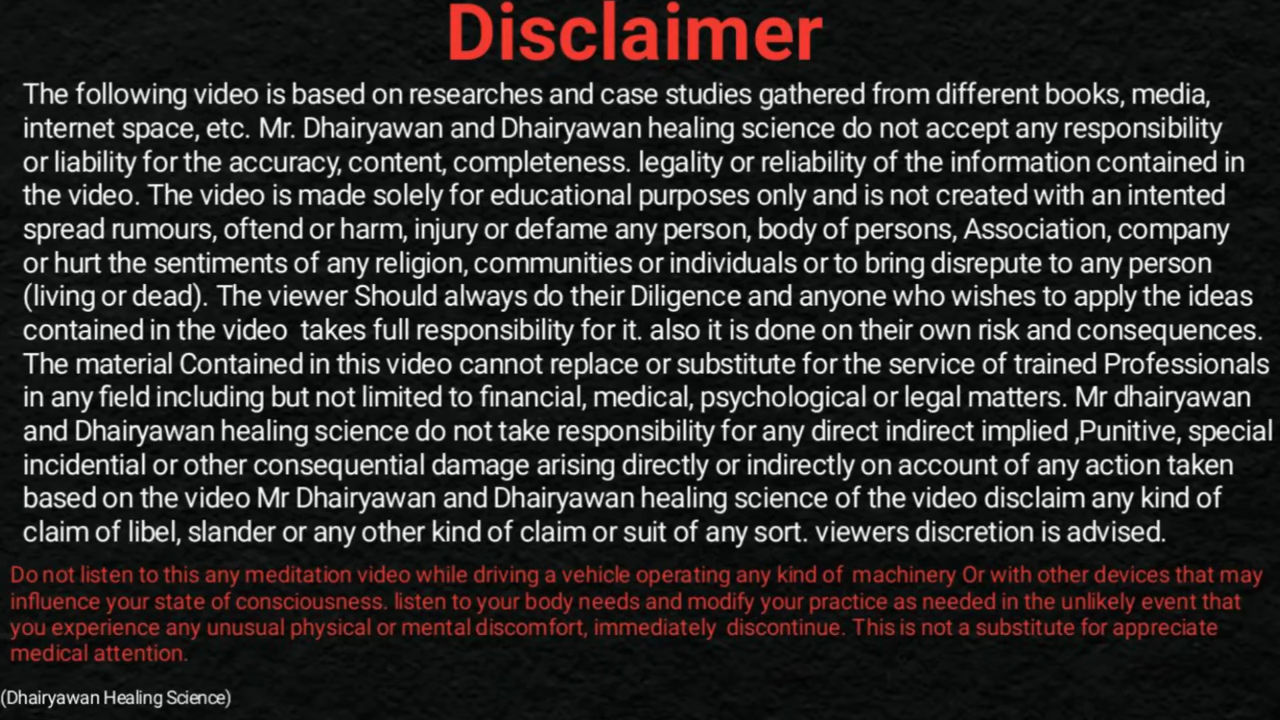 Disclaimer
The following video is based on researches and case studies gathered from different books, media,
internet space, etc. Mr. Dhairyawan and Dhairyawan healing science do not accept any responsibility
or liability for the accuracy, content, completeness. legality or reliability of the information contained in
the video. The video is made solely for educational purposes only and is not created with an intented
spread rumours, oftend or harm, injury or defame any person, body of persons, Association, company
or hurt the sentiments of any religion, communities or individuals or to bring disrepute to any person
(living or dead). The viewer Should always do their Diligence and anyone who wishes to apply the ideas
contained in the video takes full responsibility for it. also it is done on their own risk and consequences.
The material Contained in this video cannot replace or substitute for the service of trained Professionals
in any field including but not limited to financial, medical, psychological or legal matters. Mr dhairyawan
and Dhairyawan healing science do not take responsibility for any direct indirect implied ,Punitive, special
incidential or other consequential damage arising directly or indirectly on account of any action taken
based on the video Mr Dhairyawan and Dhairyawan healing science of the video disclaim any kind of
claim of libel, slander or any other kind of claim or suit of any sort. viewers discretion is advised.
Do not listen to this any meditation video while driving a vehicle operating any kind of machinery Or with other devices that may
influence your state of consciousness. listen to your body needs and modify your practice as needed in the unlikely event that
you experience any unusual physical or mental discomfort, immediately discontinue. This is not a substitute for appreciate
medical attention.
(Dhairyawan Healing Science)